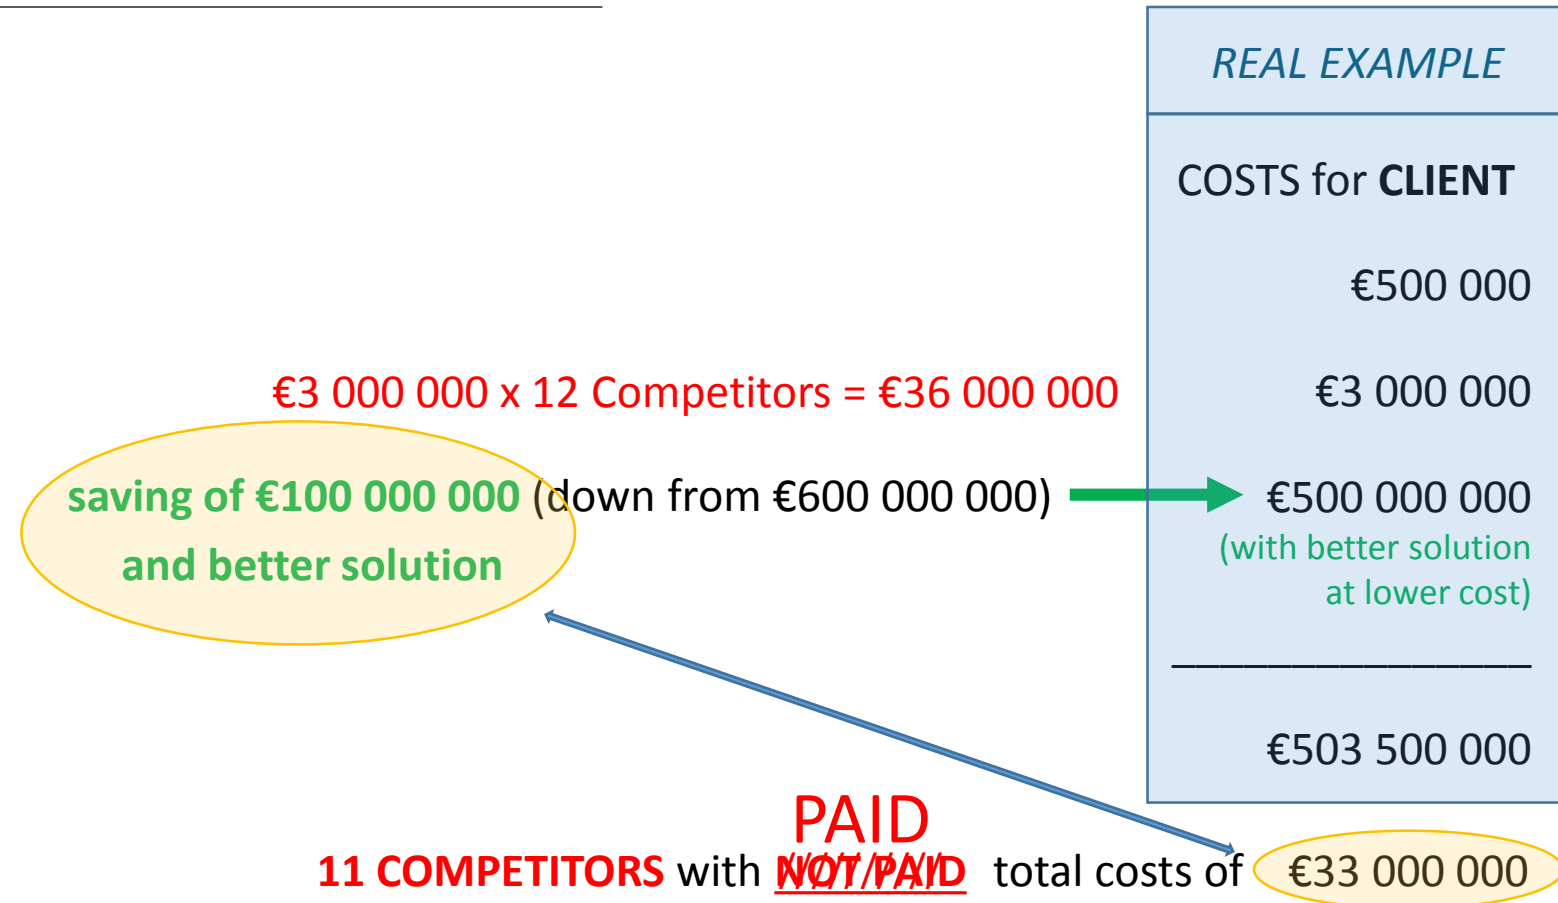 REAL EXAMPLE
COSTS for CLIENT
€500 000
€3 000 000 x 12 Competitors = €36 000 000
€3 000 000
saving of €100 000 000 (down from €600 000 000)
€500 000 000
and better solution
(with better solution
at lower cost)
€503 500 000
PAID
11 COMPETITORS with NOT PAID total costs of €33 000 000